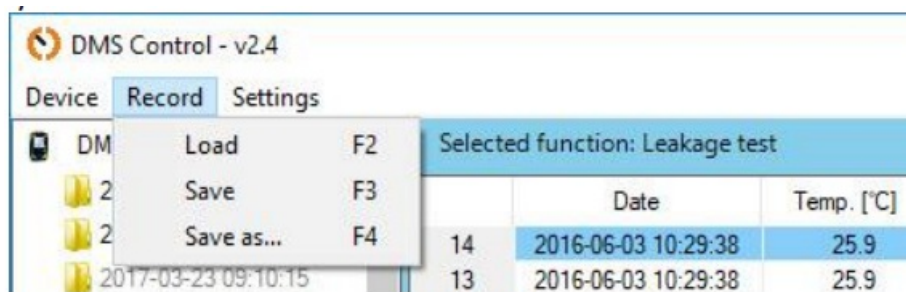 DMS Control - v2.4
Device Record Settings
DM
Load F2
Selected function: Leakage test
2
Save F3
Date Temp. [°C]
2
Save as... F4
14 2016-06-03 10:29:38 25.9
2017-03-23 09:10:15
13 2016-06-03 10:29:38 25.9